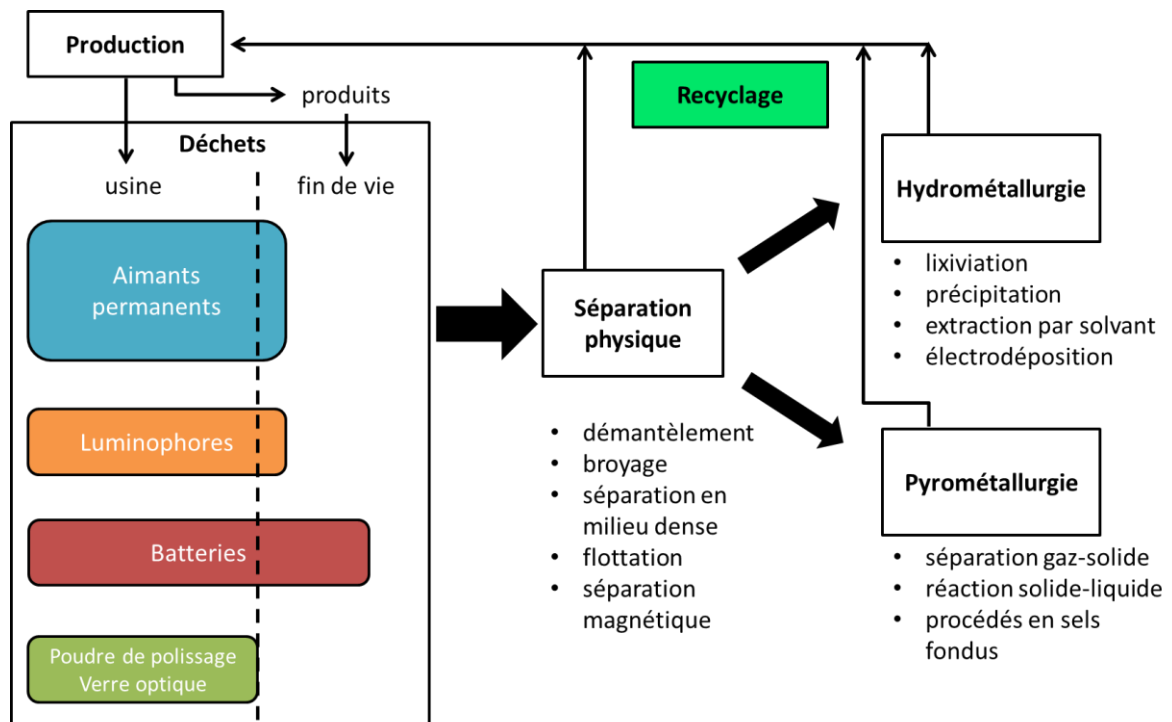 Production
produits
Recyclage
Déchets
usine
fin de vie
Aimants
permanents
Luminophores
Batteries
Poudre de polissage
Verre optique
Séparation
physique
• démantèlement
• broyage
• séparation en
milieu dense
• flottation
• séparation
magnétique
Hydrométallurgie
• lixiviation
• précipitation
• extraction par solvant
• électrodéposition
Pyrométallurgie
• séparation gaz-solide
• réaction solide-liquide
• procédés en sels
fondus